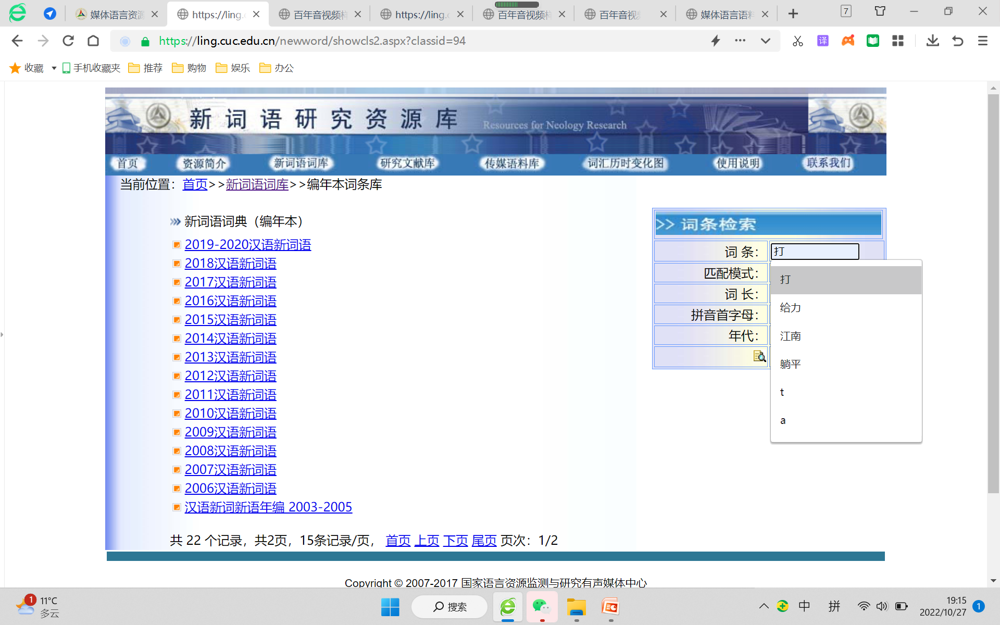 媒体语言资源
https://ling.c
百年音视频样
https://ling.c
百年音视频样
百年音视频
媒体语言语料
7
https://ling.cuc.edu.cn/newword/showcls2.aspx?classid=94
译
收藏
手机收藏夹
推荐
购物
娱乐
办公
新词语研究资源库
Resources for Neology Research
首页
资源简介
新词语词库
研究文献库
传媒语料库
词汇历时变化图
使用说明
联系我们
当前位置：首页>>新词语词库>>编年本词条库
新词语词典（编年本）
>> 词条检索
2019-2020汉语新词语
词 条： 打
2018汉语新词语
匹配模式：
打
2017汉语新词语
词 长：
2016汉语新词语
给力
拼音首字母：
2015汉语新词语
年代：
江南
2014汉语新词语
2013汉语新词语
躺平
2012汉语新词语
2011汉语新词语
t
2010汉语新词语
a
2009汉语新词语
2008汉语新词语
2007汉语新词语
2006汉语新词语
汉语新词新语年编 2003-2005
共 22 个记录，共2页，15条记录/页， 首页 上页 下页 尾页 页次：1/2
Copyright © 2007-2017 国家语言资源监测与研究有声媒体中心
1
11°C
多云
搜索
中
拼
19:15
2022/10/27
1